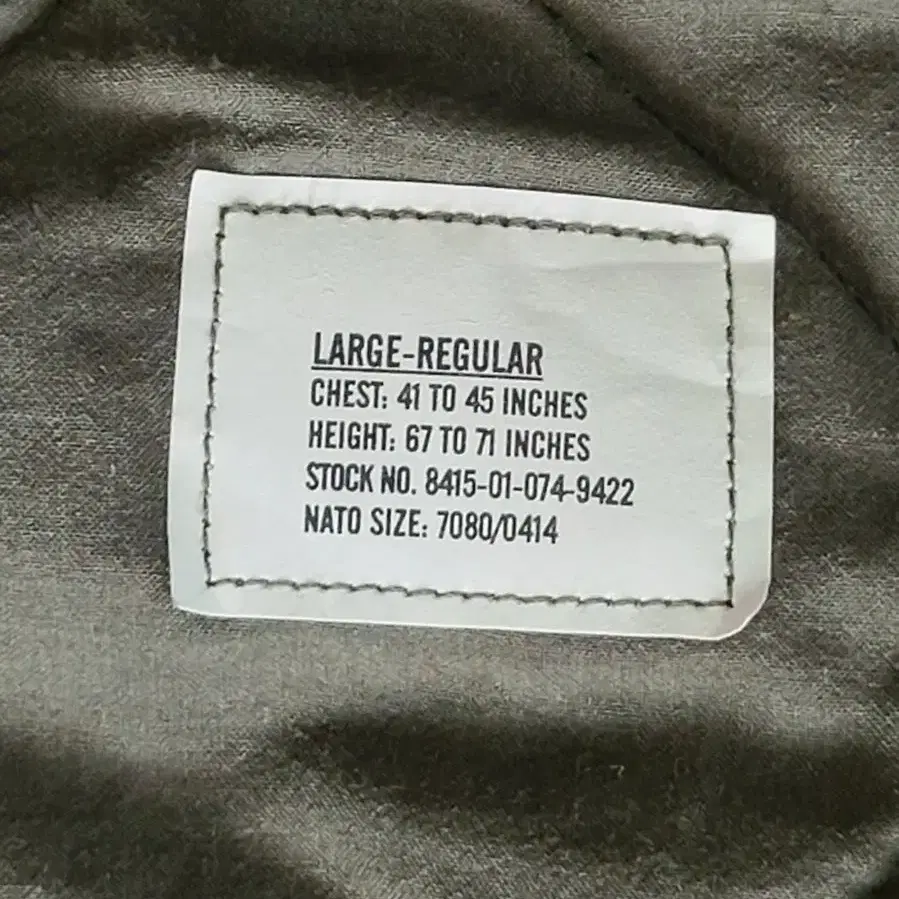 LARGE-REGULAR
CHEST: 41 TO 45 INCHES
HEIGHT: 67 TO 71 INCHES
STOCK NO. 8415-01-074-9422
NATO SIZE: 7080/0414